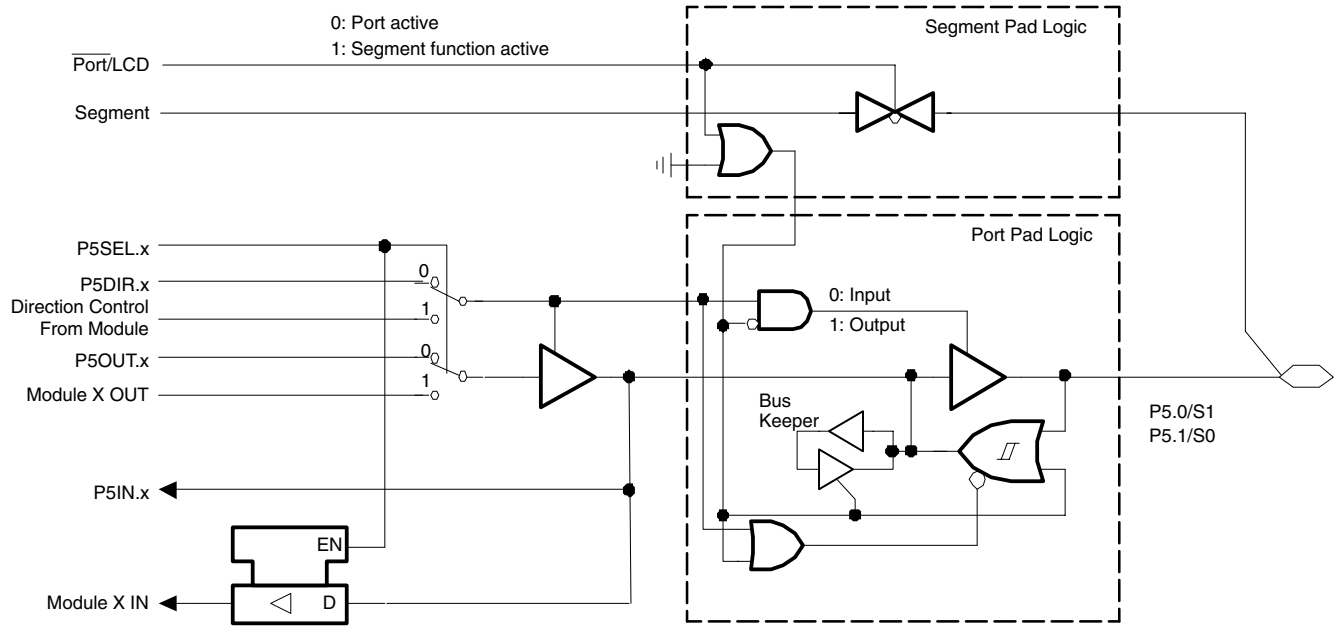 0: Port active
1: Segment function active
Segment Pad Logic
Port/LCD
Segment
Port Pad Logic
P5SEL.x
P5DIR.x
0
Direction Control
From Module
1
0: Input
1: Output
P5OUT.x
0
Module X OUT
1
Bus
Keeper
P5.0/S1
P5.1/S0
P5IN.x
EN
Module X IN
D